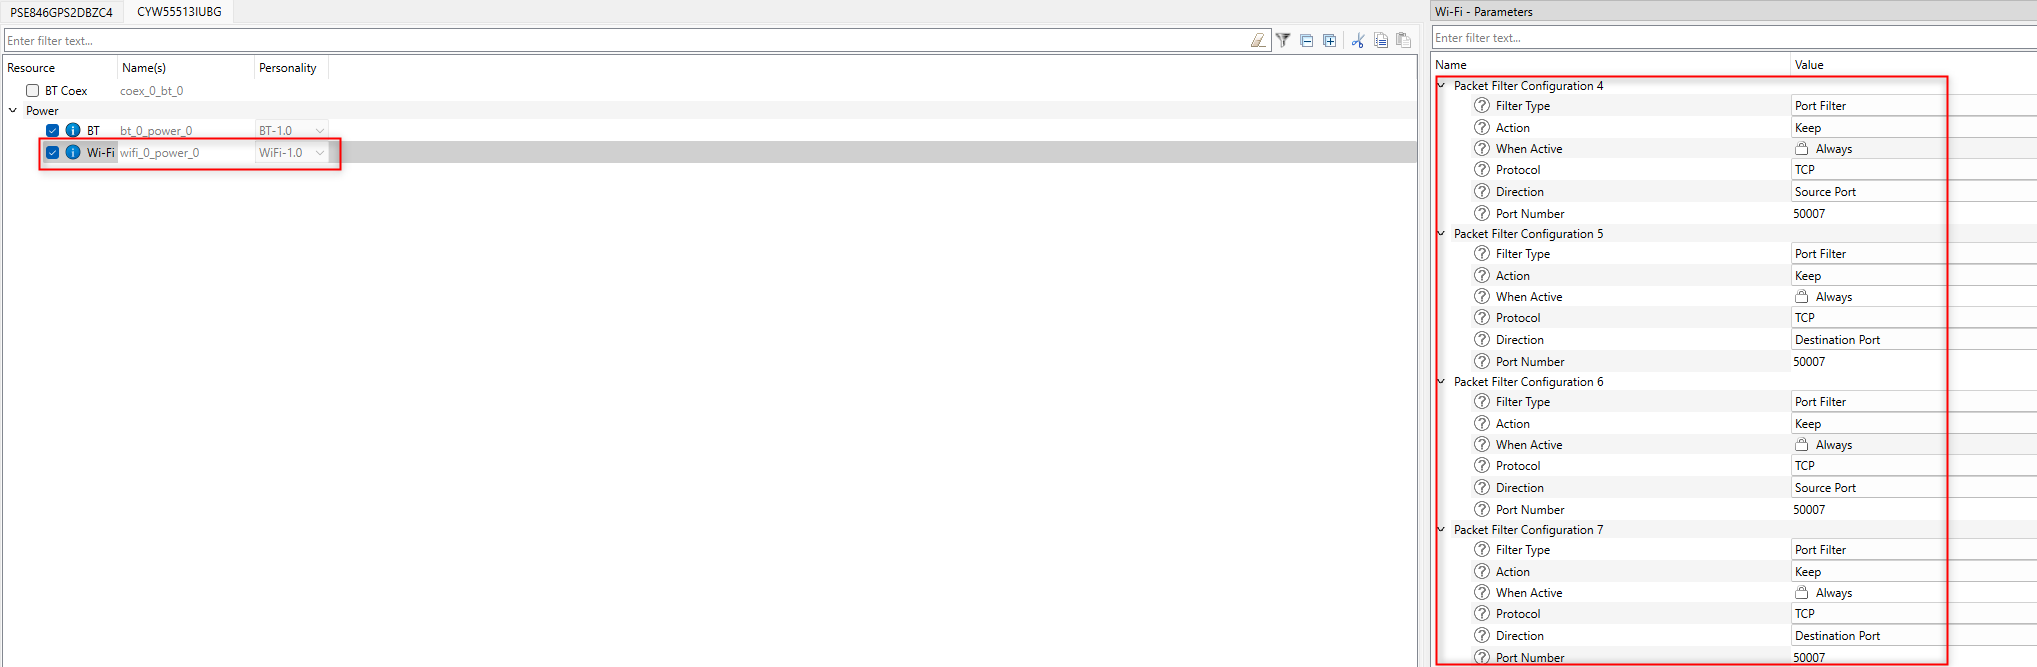 PSE846GPS2DBZC4 CYW55513IUBG
Enter filter text...
Resource Name(s) Personality
BT Coex coex_0_bt_0
Power
BT bt_0_power_0 BT-1.0
Wi-Fi wifi_0_power_0 WiFi-1.0
Wi-Fi - Parameters
Enter filter text...
Name Value
Packet Filter Configuration 4
Filter Type Port Filter
Action Keep
When Active Always
Protocol TCP
Direction Source Port
Port Number 50007
Packet Filter Configuration 5
Filter Type Port Filter
Action Keep
When Active Always
Protocol TCP
Direction Destination Port
Port Number 50007
Packet Filter Configuration 6
Filter Type Port Filter
Action Keep
When Active Always
Protocol TCP
Direction Source Port
Port Number 50007
Packet Filter Configuration 7
Filter Type Port Filter
Action Keep
When Active Always
Protocol TCP
Direction Destination Port
Port Number 50007